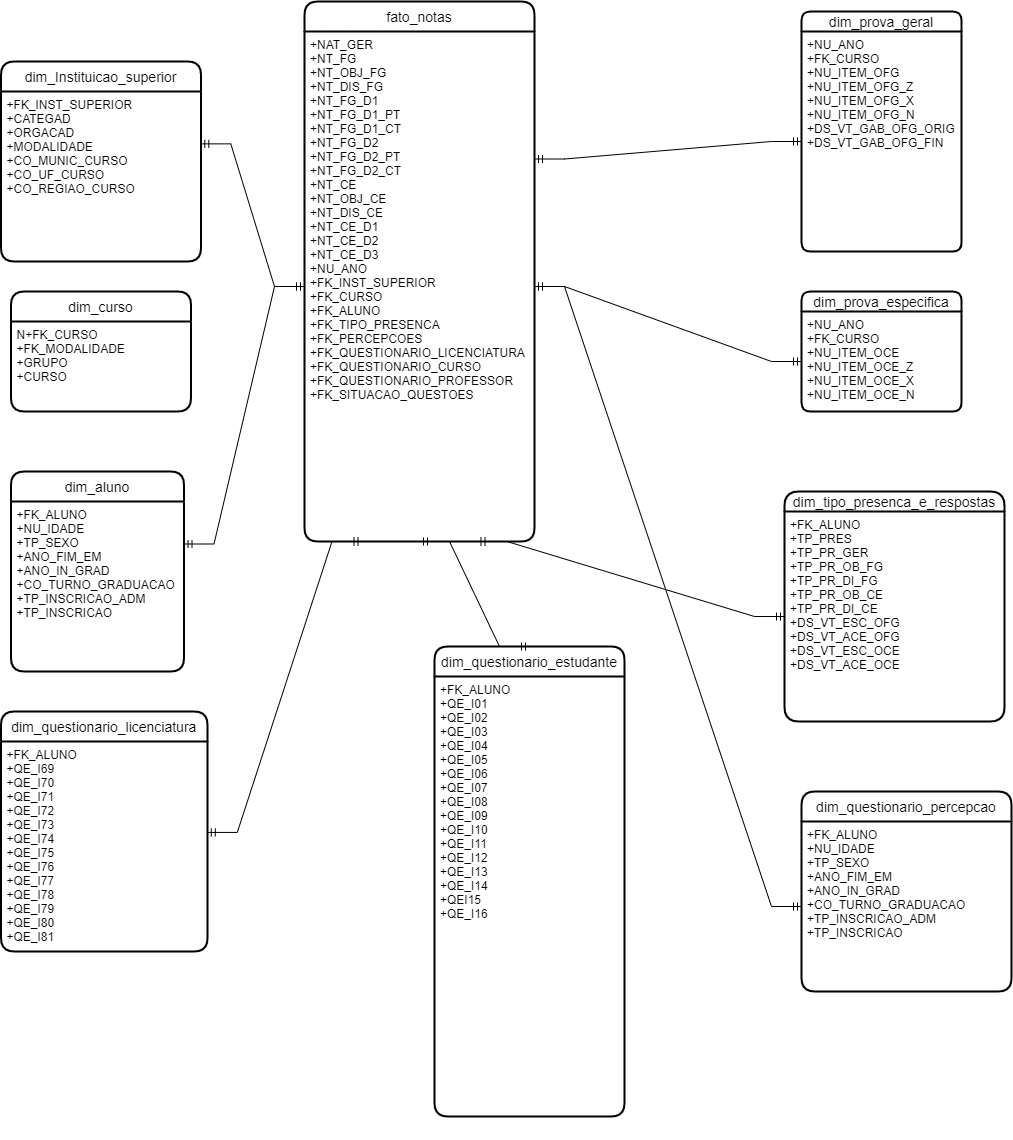 fato_notas
+NAT_GER
+NT_FG
+NT_OBJ_FG
+NT_DIS_FG
+NT_FG_D1
+NT_FG_D1_PT
+NT_FG_D1_CT
+NT_FG_D2
+NT_FG_D2_PT
+NT_FG_D2_CT
+NT_CE
+NT_OBJ_CE
+NT_DIS_CE
+NT_CE_D1
+NT_CE_D2
+NT_CE_D3
+NU_ANO
+FK_INST_SUPERIOR
+FK_CURSO
+FK_ALUNO
+FK_TIPO_PRESENCA
+FK_PERCEPCOES
+FK_QUESTIONARIO_LICENCIATURA
+FK_QUESTIONARIO_CURSO
+FK_QUESTIONARIO_PROFESSOR
+FK_SITUACAO_QUESTOES
dim_Instituicao_superior
+FK_INST_SUPERIOR
+CATEGAD
+ORGACAD
+MODALIDADE
+CO_MUNIC_CURSO
+CO_UF_CURSO
+CO_REGIAO_CURSO
dim_curso
N+FK_CURSO
+FK_MODALIDADE
+GRUPO
+CURSO
dim_aluno
+FK_ALUNO
+NU_IDADE
+TP_SEXO
+ANO_FIM_EM
+ANO_IN_GRAD
+CO_TURNO_GRADUACAO
+TP_INSCRICAO_ADM
+TP_INSCRICAO
dim_questionario_licenciatura
+FK_ALUNO
+QE_I69
+QE_I70
+QE_I71
+QE_I72
+QE_I73
+QE_I74
+QE_I75
+QE_I76
+QE_I77
+QE_I78
+QE_I79
+QE_I80
+QE_I81
dim_questionario_estudante
+FK_ALUNO
+QE_I01
+QE_I02
+QE_I03
+QE_I04
+QE_I05
+QE_I06
+QE_I07
+QE_I08
+QE_I09
+QE_I10
+QE_I11
+QE_I12
+QE_I13
+QE_I14
+QEI15
+QE_I16
dim_prova_geral
+NU_ANO
+FK_CURSO
+NU_ITEM_OFG
+NU_ITEM_OFG_Z
+NU_ITEM_OFG_X
+NU_ITEM_OFG_N
+DS_VT_GAB_OFG_ORIG
+DS_VT_GAB_OFG_FIN
dim_prova_especifica
+NU_ANO
+FK_CURSO
+NU_ITEM_OCE
+NU_ITEM_OCE_Z
+NU_ITEM_OCE_X
+NU_ITEM_OCE_N
dim_tipo_presenca_e_respostas
+FK_ALUNO
+TP_PRES
+TP_PR_GER
+TP_PR_OB_FG
+TP_PR_DI_FG
+TP_PR_OB_CE
+TP_PR_DI_CE
+DS_VT_ESC_OFG
+DS_VT_ACE_OFG
+DS_VT_ESC_OCE
+DS_VT_ACE_OCE
dim_questionario_percepcao
+FK_ALUNO
+NU_IDADE
+TP_SEXO
+ANO_FIM_EM
+ANO_IN_GRAD
+CO_TURNO_GRADUACAO
+TP_INSCRICAO_ADM
+TP_INSCRICAO